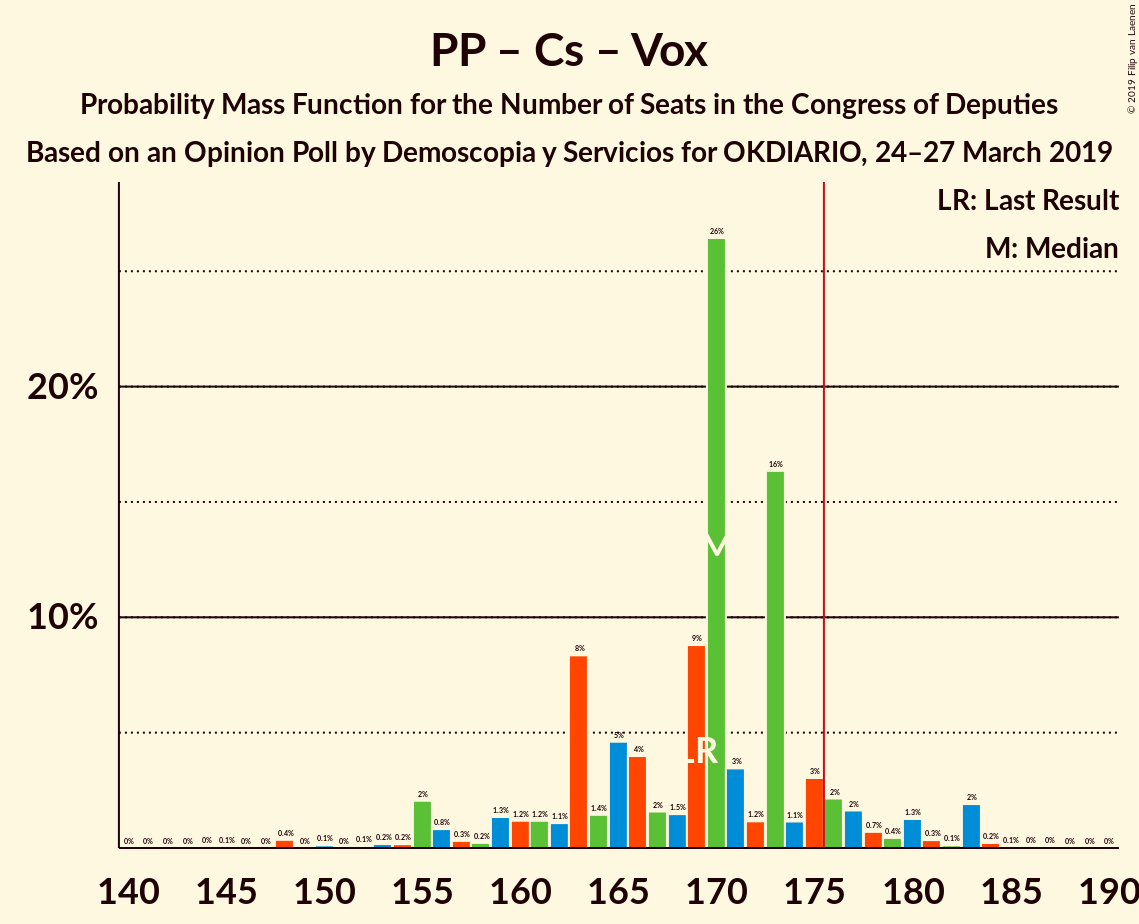 PP – Cs – Vox
Probability Mass Function for the Number of Seats in the Congress of Deputies
Based on an Opinion Poll by Demoscopia y Servicios for OKDIARIO, 24–27 March 2019
© 2019 Filip van Laenen
LR: Last Result
M: Median
20%
10%
0% 0% 0% 0% 0% 0.1% 0% 0% 0.4% 0% 0.1% 0% 0.1% 0.2% 0.2% 2% 0.8% 0.3% 0.2% 1.3% 1.2% 1.2% 1.1% 8% 1.4% 5% 4% 2% 1.5% 9% 26% 3% 1.2% 16% 1.1% 3% 2% 2% 0.7% 0.4% 1.3% 0.3% 0.1% 2% 0.2% 0.1% 0% 0% 0% 0% 0%
M
LR
140 145 150 155 160 165 170 175 180 185 190